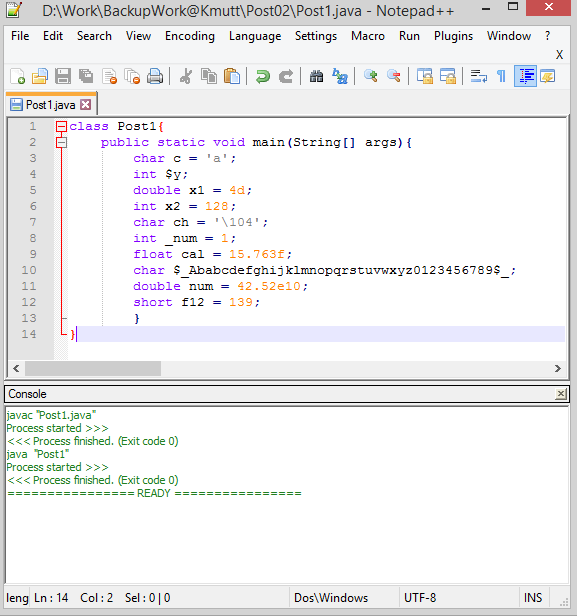 D:\Work\BackupWork@Kmutt\Post02\Post1.java - Notepad++
File Edit Search View Encoding Language Settings Macro Run Plugins Window ?
X
Post1.java
1 class Post1{
2 public static void main(String[] args){
3 char c = 'a';
4 int $y;
5 double x1 = 4d;
6 int x2 = 128;
7 char ch = '\104';
8 int _num = 1;
9 float cal = 15.763f;
10 char $_Ababcdefghijklmnopqrstuvwxyz0123456789$_;
11 double num = 42.52e10;
12 short f12 = 139;
13 }
14 }
Console
javac "Post1.java"
Process started >>>
<<< Process finished. (Exit code 0)
java "Post1"
Process started >>>
<<< Process finished. (Exit code 0)
================ READY ================
leng Ln : 14 Col : 2 Sel : 0 | 0 Dos\Windows UTF-8 INS